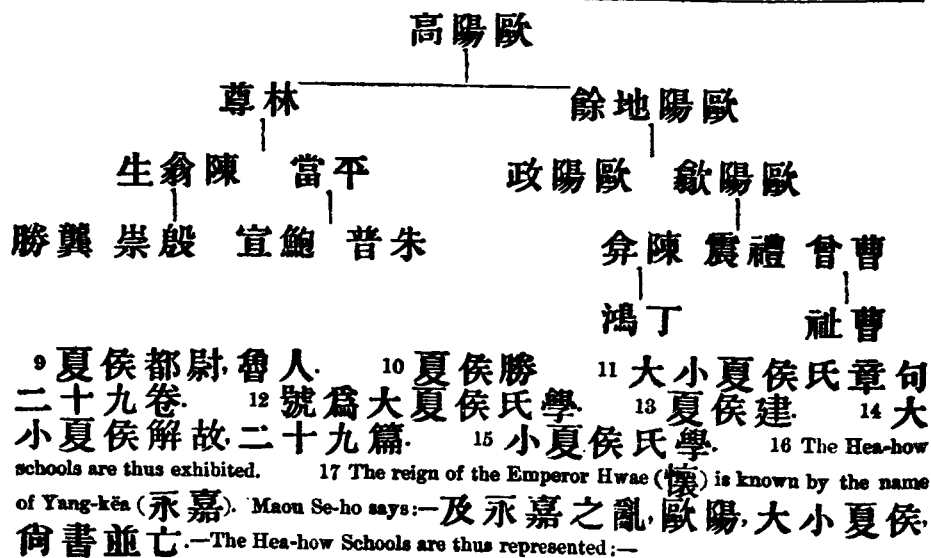 歐陽高
歐陽地餘 林尊
歐陽歙 歐陽政 平當 陳翁生
曹曾 禮震 陳弇 朱普 鮑宣 殷崇 龔勝
曹祉 丁鴻
9 夏侯都尉, 魯人. 10 夏侯勝 11 大小夏侯氏章句
二十九卷. 12 號爲大夏侯氏學. 13 夏侯建. 14 大
小夏侯解故, 二十九篇. 15 小夏侯氏學. 16 The Hea-how
schools are thus exhibited. 17 The reign of the Emperor Hwae (懷) is known by the name
of Yang-këa (永嘉). Maou Se-ho says:—及永嘉之亂, 歐陽, 大小夏侯,
尙書並亡.—The Hea-how Schools are thus represented:—